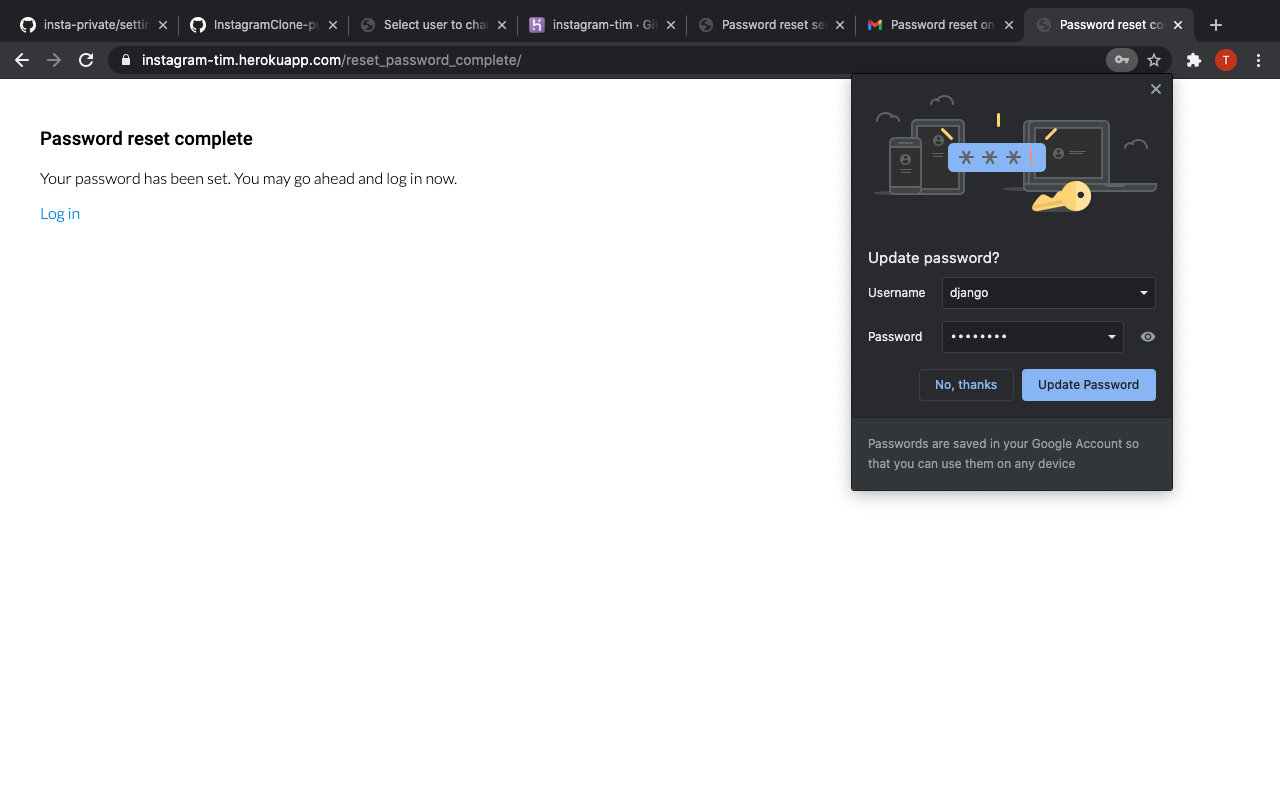 insta-private/settin
InstagramClone-pu
Select user to cha
instagram-tim · Git
Password reset se
Password reset on
Password reset co
instagram-tim.herokuapp.com/reset_password_complete/
T
Password reset complete
Your password has been set. You may go ahead and log in now.
Log in
***
Update password?
Username
django
Password
••••••••
No, thanks
Update Password
Passwords are saved in your Google Account so
that you can use them on any device